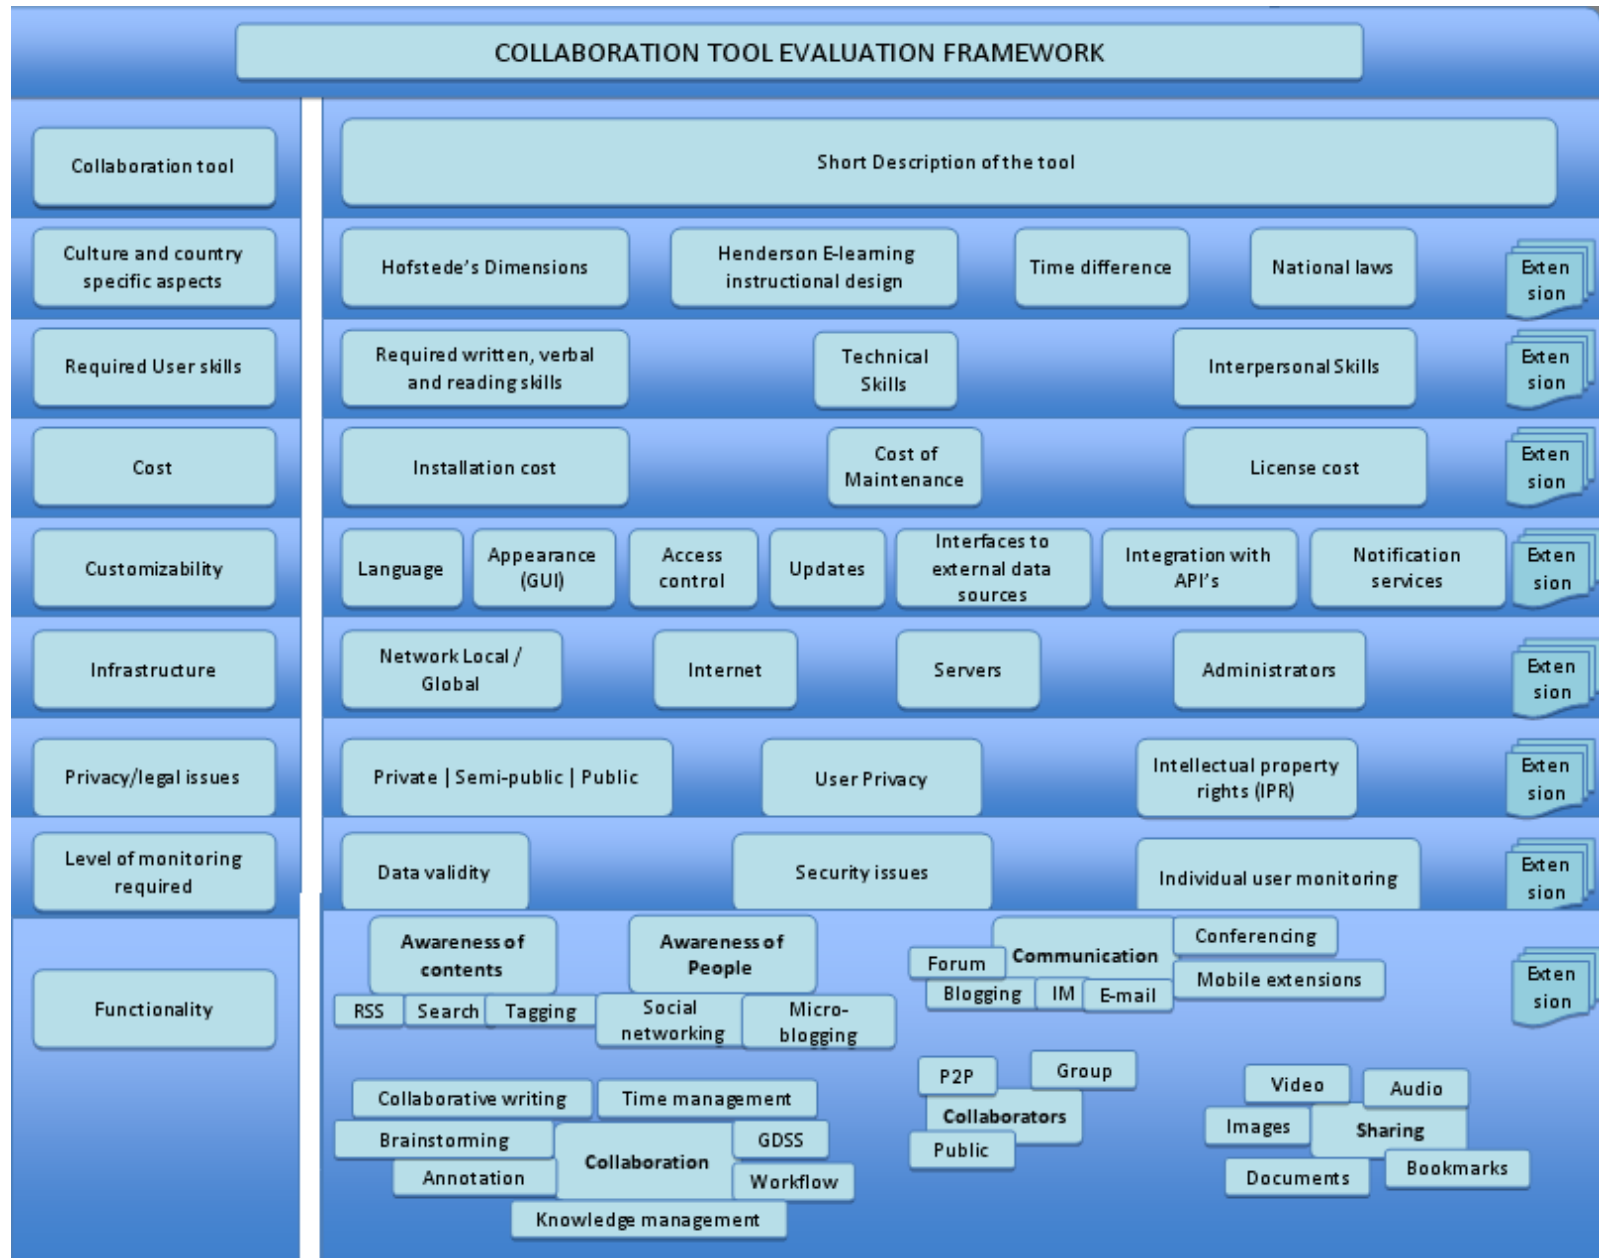 COLLABORATION TOOL EVALUATION FRAMEWORK
Collaboration tool
Short Description of the tool
Culture and country
specific aspects
Hofstede's Dimensions
Henderson E-learning
instructional design
Time difference
National laws
Exten
sion
Required User skills
Required written, verbal
and reading skills
Technical
Skills
Interpersonal Skills
Exten
sion
Cost
Installation cost
Cost of
Maintenance
License cost
Exten
sion
Customizability
Language
Appearance
(GUI)
Access
control
Updates
Interfaces to
external data
sources
Integration with
API's
Notification
services
Exten
sion
Infrastructure
Network Local /
Global
Internet
Servers
Administrators
Exten
sion
Privacy/legal issues
Private | Semi-public | Public
User Privacy
Intellectual property
rights (IPR)
Exten
sion
Level of monitoring
required
Data validity
Security issues
Individual user monitoring
Exten
sion
Functionality
Awareness of
contents
RSS
Search
Tagging
Awareness of
People
Social
networking
Micro-
blogging
Communication
Forum
Blogging
IM
E-mail
Conferencing
Mobile extensions
Exten
sion
Collaborative writing
Time management
Brainstorming
Collaboration
GDSS
Annotation
Workflow
Knowledge management
P2P
Group
Collaborators
Public
Video
Audio
Images
Sharing
Documents
Bookmarks